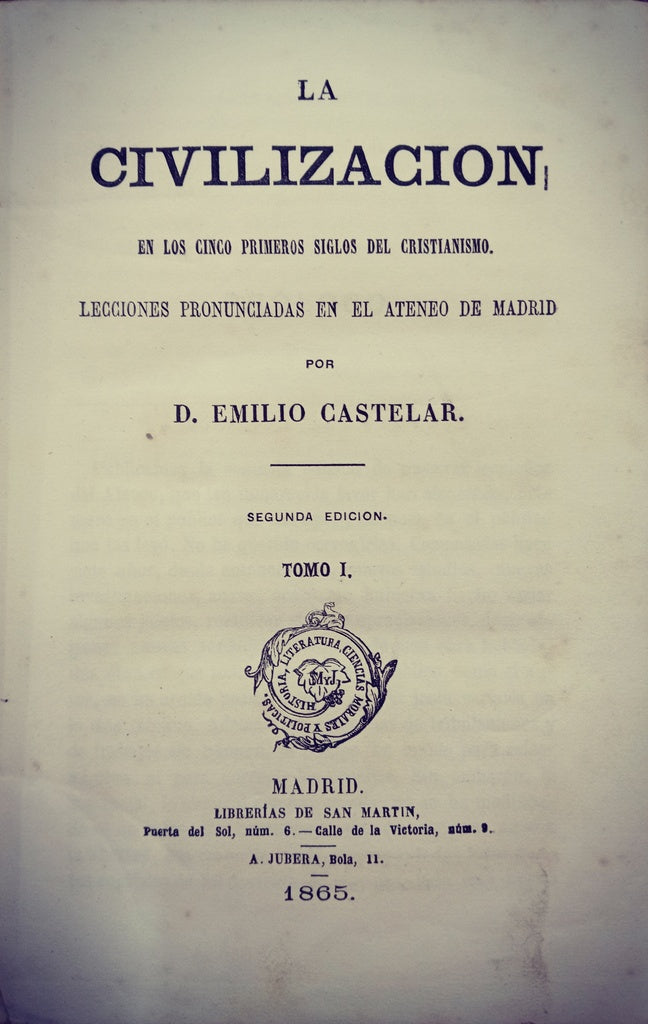 LA
CIVILIZACION
EN LOS CINCO PRIMEROS SIGLOS DEL CRISTIANISMO.
LECCIONES PRONUNCIADAS EN EL ATENEO DE MADRID
POR
D. EMILIO CASTELAR.
SEGUNDA EDICION.
TOMO I.
HISTORIA, LITERATURA, CIENCIAS MORALES Y POLITICAS.
SMyJ
MADRID.
LIBRERÍAS DE SAN MARTIN,
Puerta del Sol, núm. 6.—Calle de la Victoria, núm. 9.
A. JUBERA, Bola, 11.
1865.